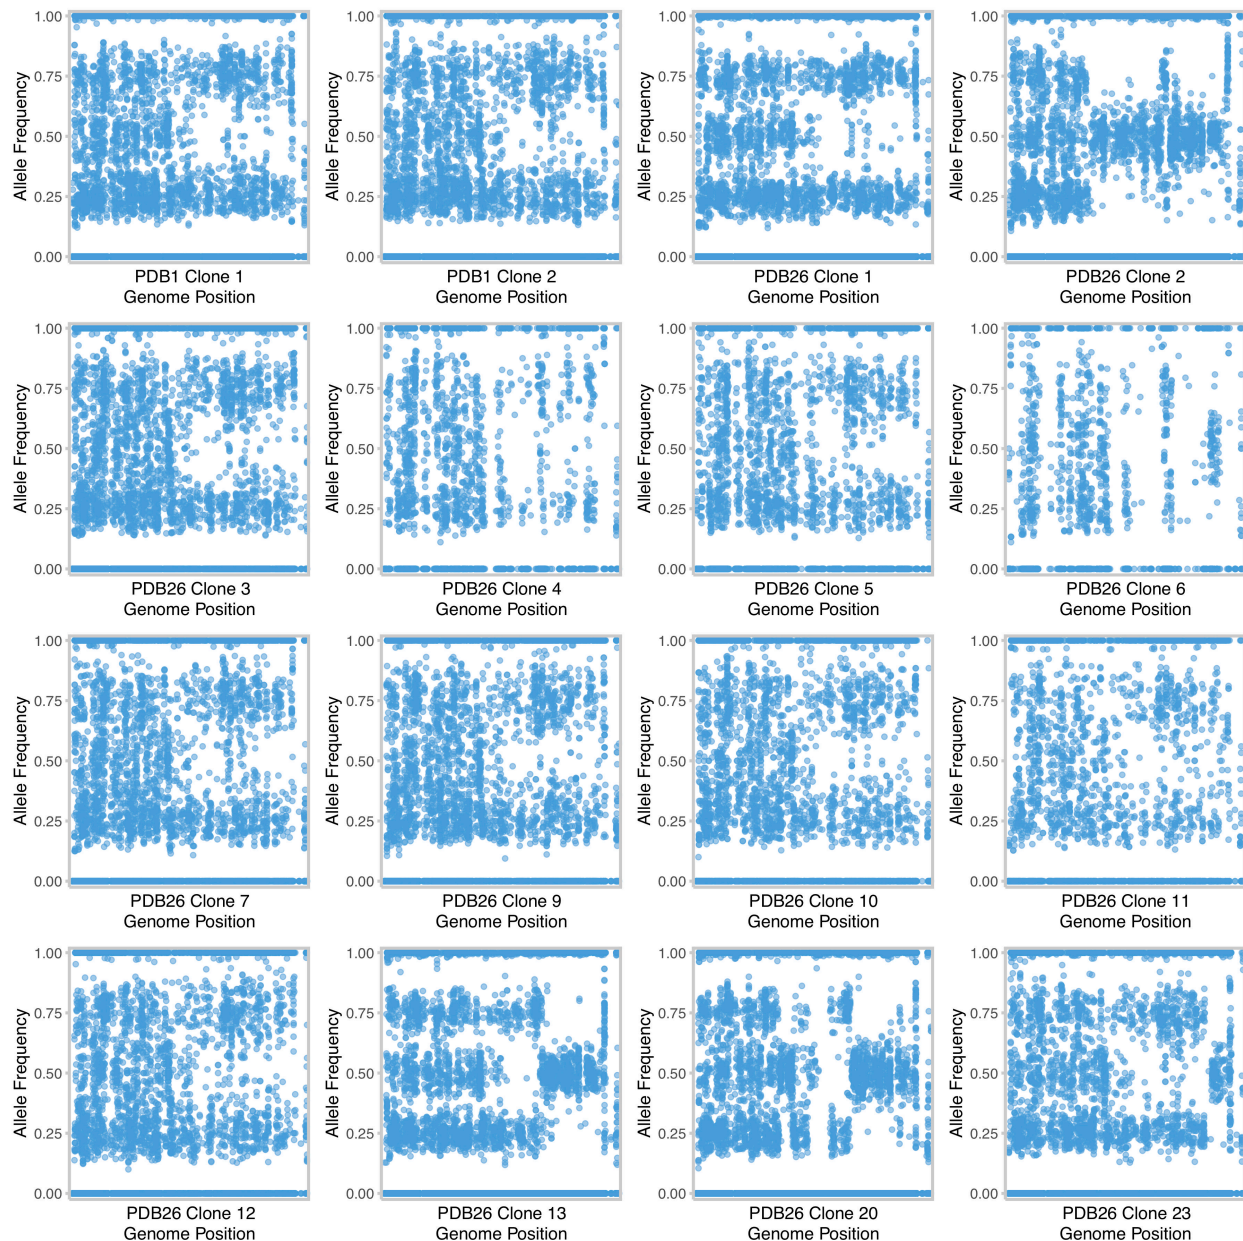 1.00
0.75
0.50
0.25
0.00
Allele Frequency
PDB1 Clone 1
Genome Position
1.00
0.75
0.50
0.25
0.00
Allele Frequency
PDB1 Clone 2
Genome Position
1.00
0.75
0.50
0.25
0.00
Allele Frequency
PDB26 Clone 1
Genome Position
1.00
0.75
0.50
0.25
0.00
Allele Frequency
PDB26 Clone 2
Genome Position
1.00
0.75
0.50
0.25
0.00
Allele Frequency
PDB26 Clone 3
Genome Position
1.00
0.75
0.50
0.25
0.00
Allele Frequency
PDB26 Clone 4
Genome Position
1.00
0.75
0.50
0.25
0.00
Allele Frequency
PDB26 Clone 5
Genome Position
1.00
0.75
0.50
0.25
0.00
Allele Frequency
PDB26 Clone 6
Genome Position
1.00
0.75
0.50
0.25
0.00
Allele Frequency
PDB26 Clone 7
Genome Position
1.00
0.75
0.50
0.25
0.00
Allele Frequency
PDB26 Clone 9
Genome Position
1.00
0.75
0.50
0.25
0.00
Allele Frequency
PDB26 Clone 10
Genome Position
1.00
0.75
0.50
0.25
0.00
Allele Frequency
PDB26 Clone 11
Genome Position
1.00
0.75
0.50
0.25
0.00
Allele Frequency
PDB26 Clone 12
Genome Position
1.00
0.75
0.50
0.25
0.00
Allele Frequency
PDB26 Clone 13
Genome Position
1.00
0.75
0.50
0.25
0.00
Allele Frequency
PDB26 Clone 20
Genome Position
1.00
0.75
0.50
0.25
0.00
Allele Frequency
PDB26 Clone 23
Genome Position